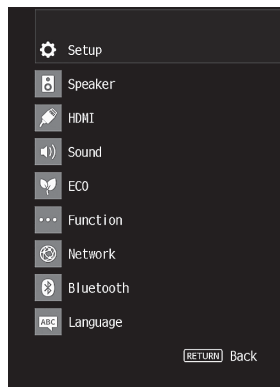 Setup
Speaker
HDMI
Sound
ECO
Function
Network
Bluetooth
ABC Language
RETURN Back